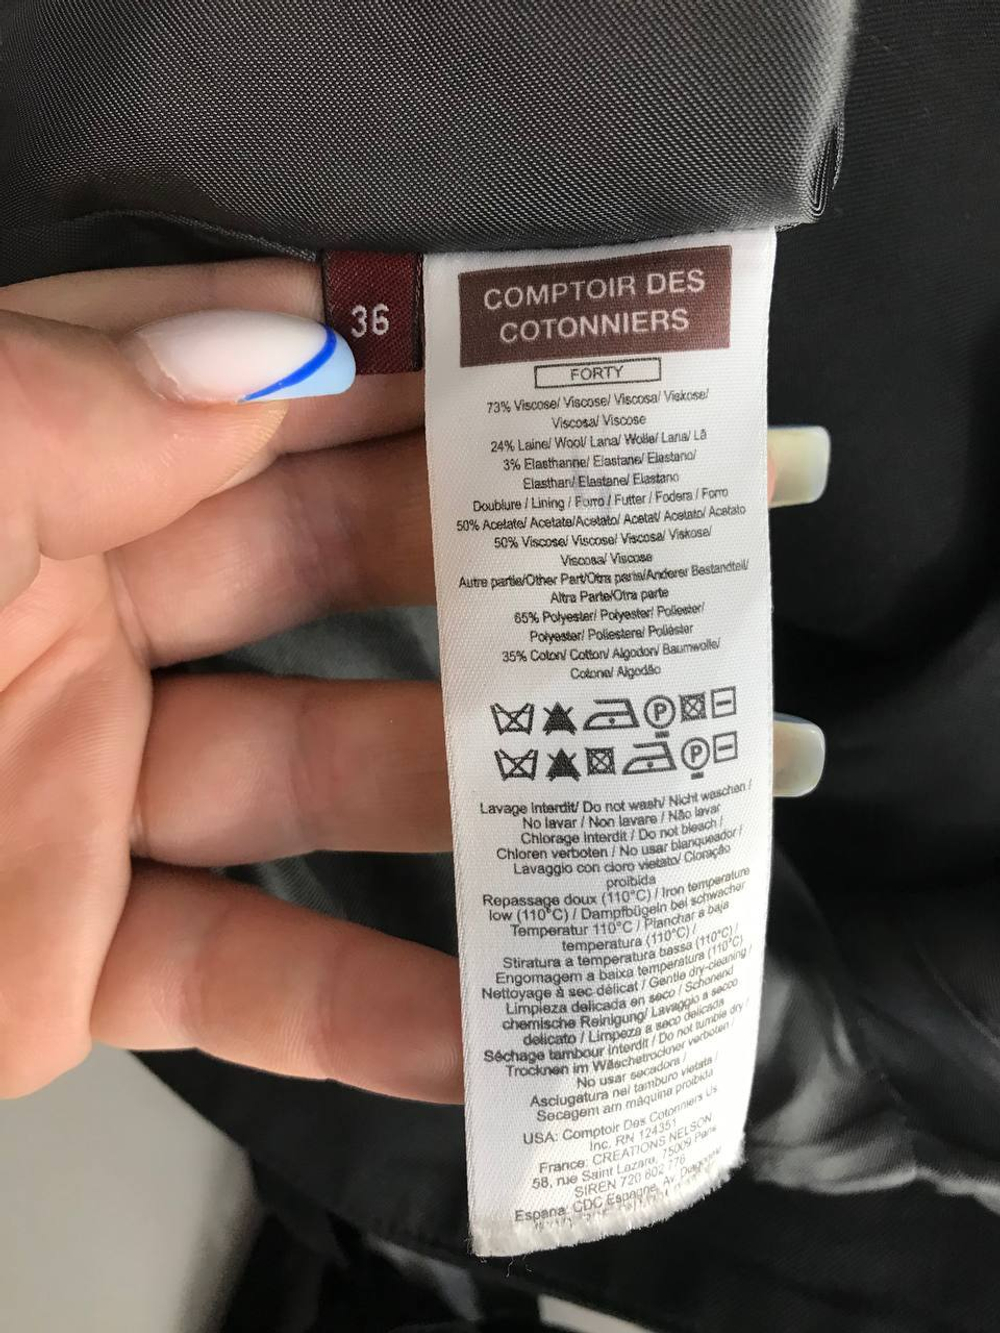 36
COMPTOIR DES
COTONNIERS
FORTY
73% Viscose/ Viscose/ Viscosa/ Viskose/
Viscosa/ Viscose
24% Laine/ Wool/ Lana/ Wolle/ Lana/ Lã
3% Elasthanne/ Elastane/ Elastano/
Elasthan/ Elastane/ Elastano
Doublure / Lining / Forro / Futter / Fodera / Forro
50% Acetate/ Acetate/Acetato/ Acetat/ Acetato/ Acetato
50% Viscose/ Viscose/ Viscosa/ Viskose/
Viscosa/ Viscose
Autre partie/Other Part/Otra parte/Anderer Bestandteil/
Altra Parte/Otra parte
65% Polyester/ Polyester/ Poliester/
Polyester/ Poliestere/ Poliéster
35% Coton/ Cotton/ Algodon/ Baumwolle/
Cotone/ Algodão
P
P
Lavage Interdit/ Do not wash/ Nicht waschen /
No lavar / Non lavare / Não lavar
Chlorage Interdit / Do not bleach /
Chloren verboten / No usar blanqueador /
Lavaggio con cloro vietato/ Cloração
proibida
Repassage doux (110°C) / Iron temperature
low (110°C) / Dampfbügeln bei schwacher
Temperatur 110°C / Planchar a baja
temperatura (110°C) /
Stiratura a temperatura bassa (110°C) /
Engomagem a baixa temperatura (110°C)
Nettoyage à sec délicat / Gentle dry-cleaning /
Limpieza delicada en seco / Schonend
chemische Reinigung/ Lavaggio a secco
delicato / Limpeza a seco delicada
Séchage tambour Interdit / Do not tumble dry /
Trocknen im Wäschetrockner verboten /
No usar secadora /
Asciugatura nel tamburo vietata /
Secagem am máquina proibida
USA: Comptoir Des Cotonniers Us
Inc. RN 124351
France: CREATIONS NELSON
58, rue Saint Lazare, 75009 Paris
SIREN 720 802 776
Espana: CDC Espagne, Av.